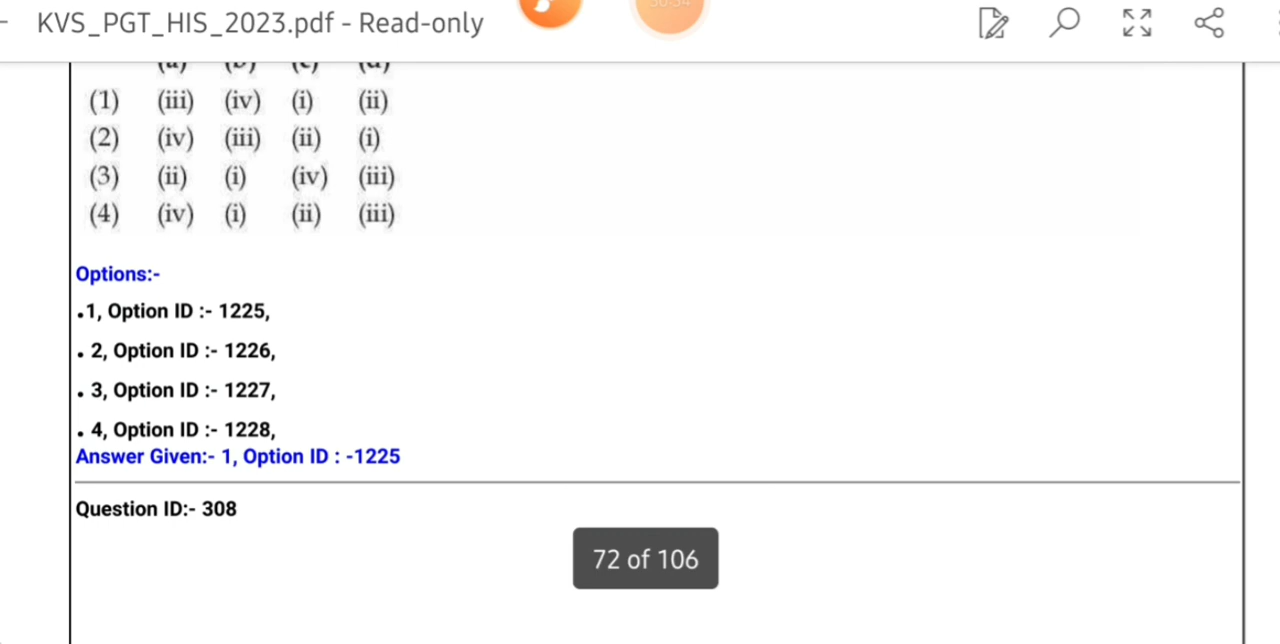 KVS_PGT_HIS_2023.pdf - Read-only
(a) (b) (c) (d)
(1) (iii) (iv) (i) (ii)
(2) (iv) (iii) (ii) (i)
(3) (ii) (i) (iv) (iii)
(4) (iv) (i) (ii) (iii)
Options:-
.1, Option ID :- 1225,
. 2, Option ID :- 1226,
. 3, Option ID :- 1227,
. 4, Option ID :- 1228,
Answer Given:- 1, Option ID : -1225
Question ID:- 308
72 of 106